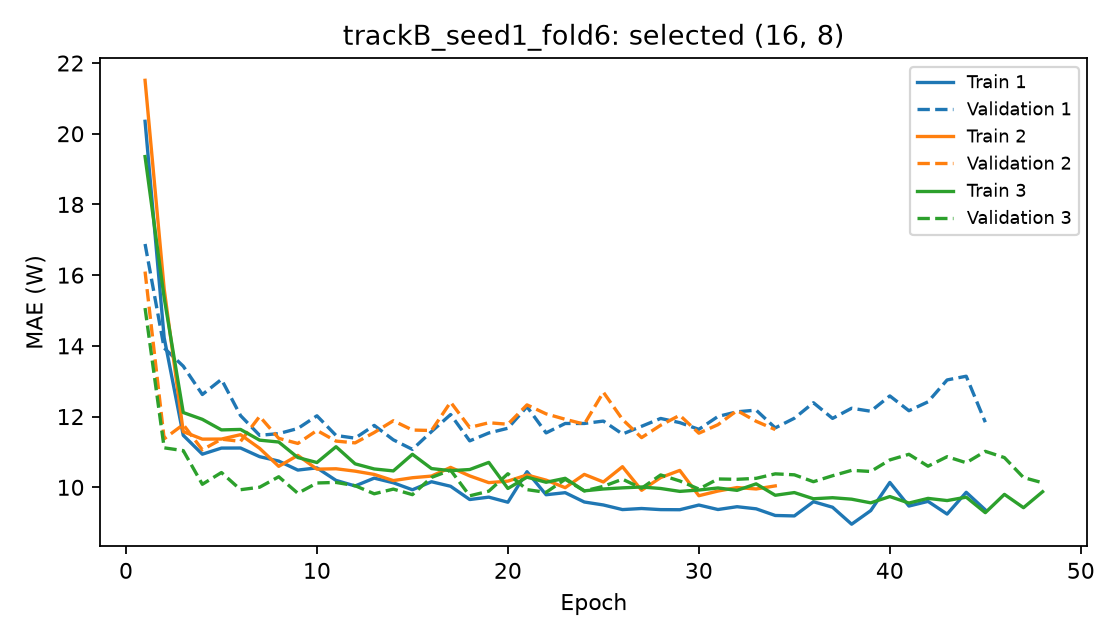 trackB_seed1_fold6: selected (16, 8)
MAE (W)
22
20
18
16
14
12
10
0
10
20
30
40
50
Epoch
Train 1
Validation 1
Train 2
Validation 2
Train 3
Validation 3